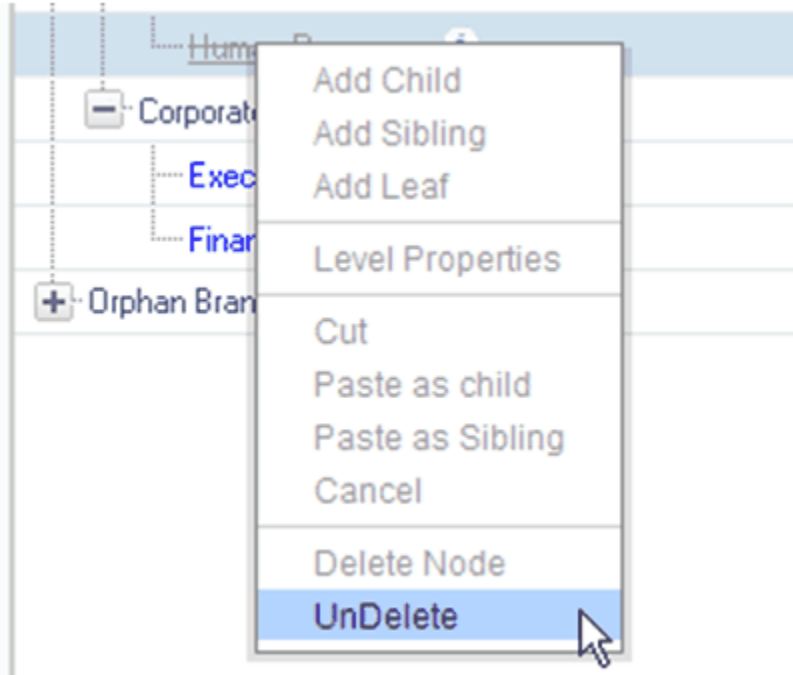 Add Child
Add Sibling
Corporat
Add Leaf
Exec
Level Properties
Finan
Orphan Bran
Cut
Paste as child
Paste as Sibling
Cancel
Delete Node
UnDelete